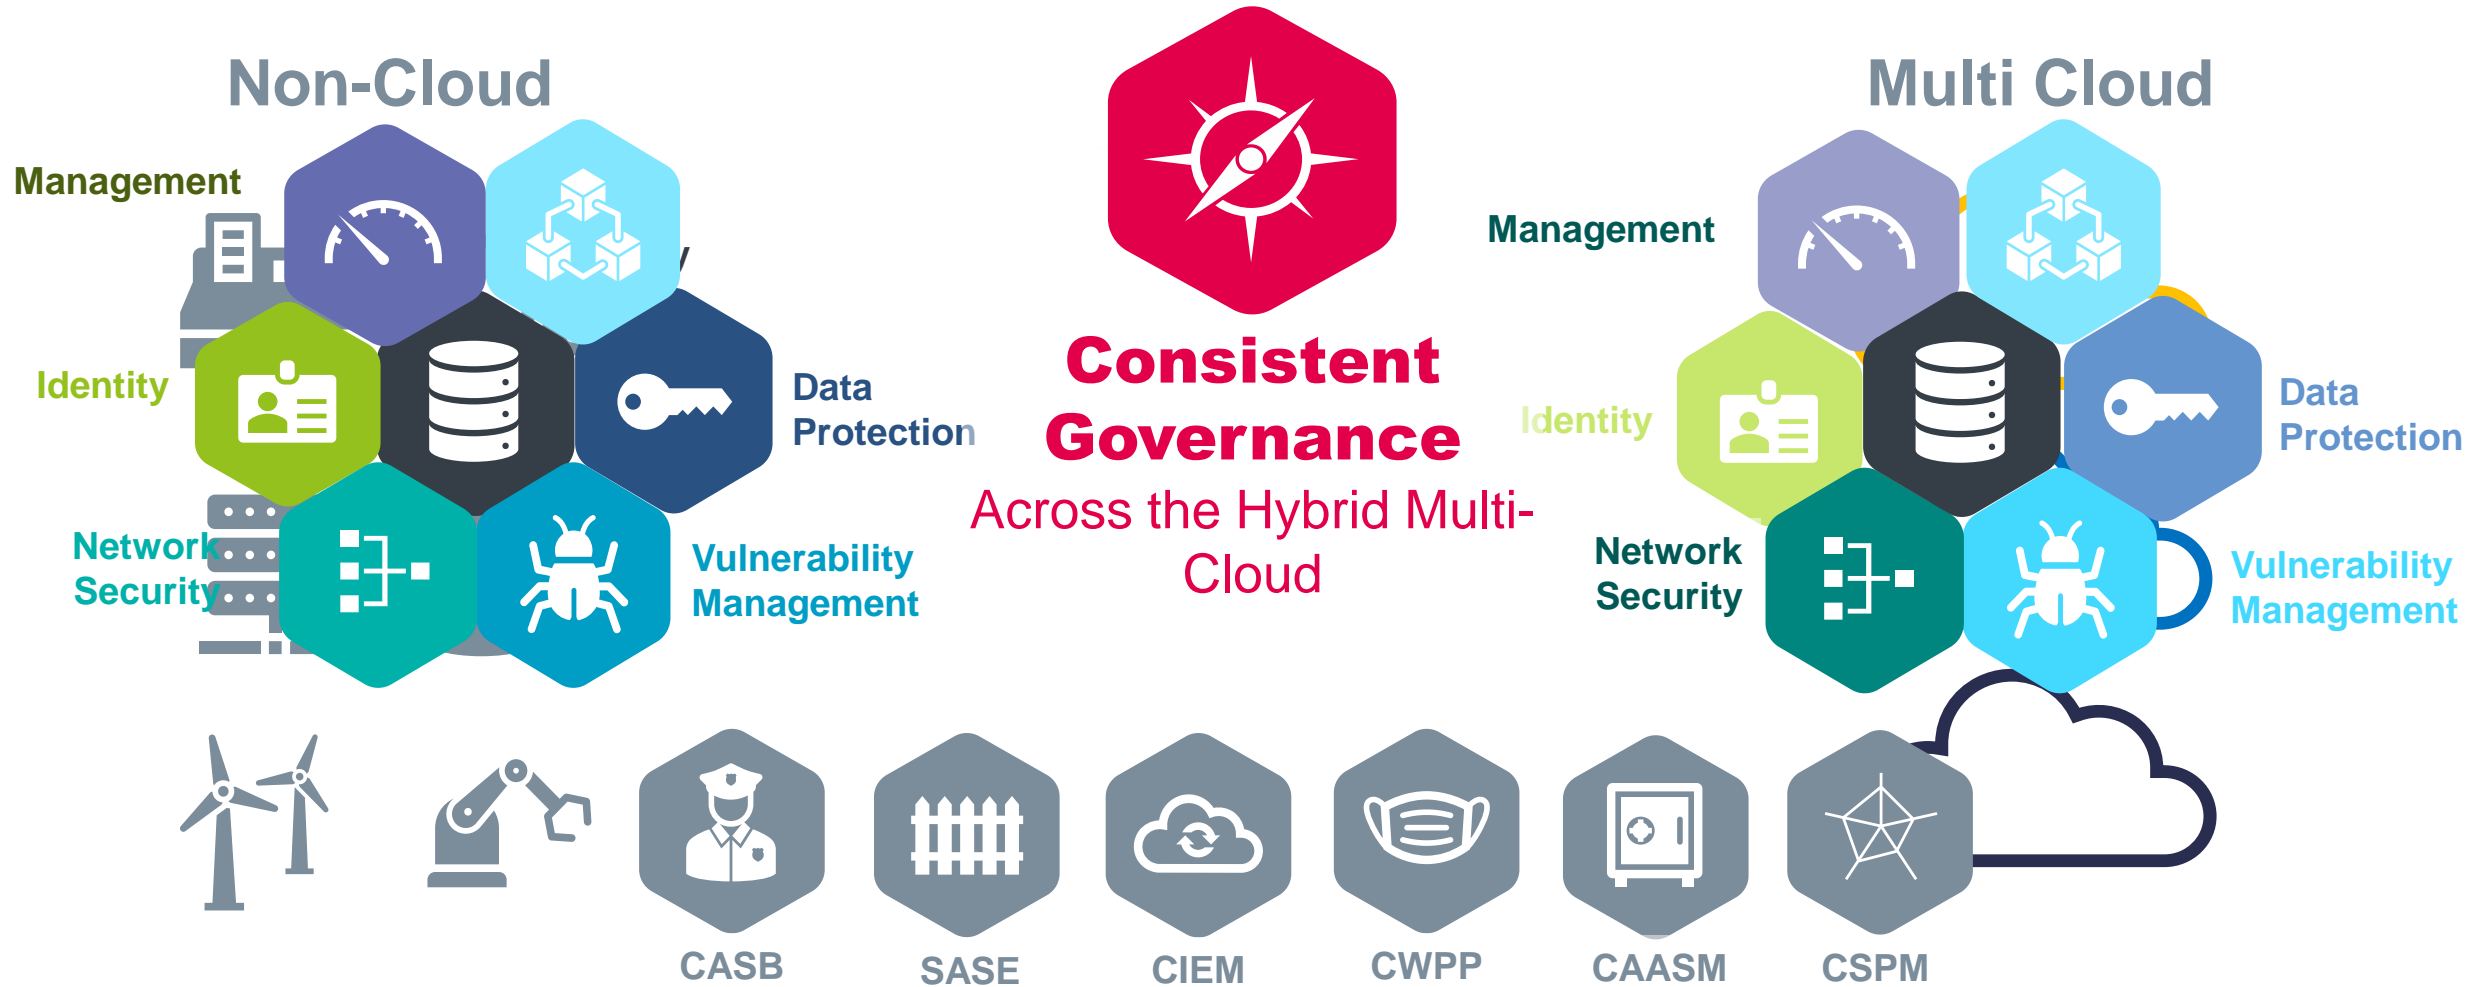 Non-Cloud
Management
Identity
Data
Protection
Network
Security
Vulnerability
Management
Consistent
Governance
Across the Hybrid Multi-
Cloud
Multi Cloud
Management
Identity
Data
Protection
Network
Security
Vulnerability
Management
CASB
SASE
CIEM
CWPP
CAASM
CSPM